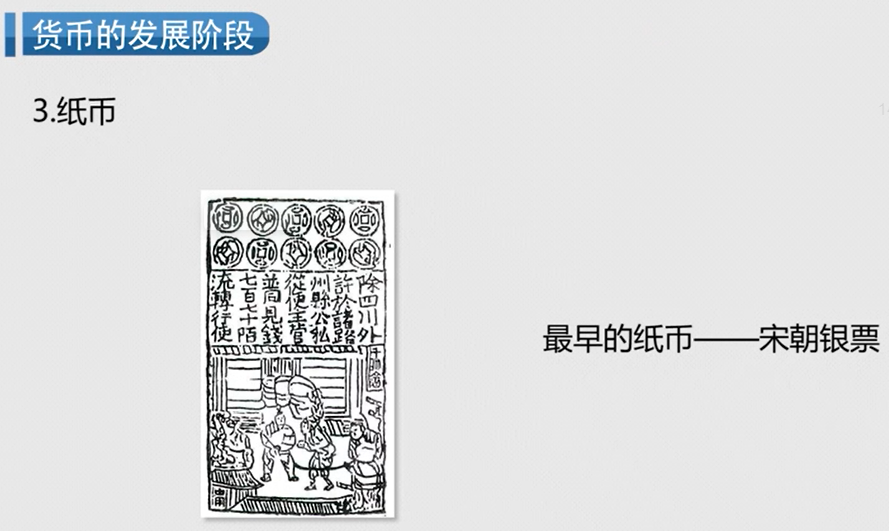 货币的发展阶段
3.纸币
除四川外
許於諸路
州縣公私
從便主管
並同見錢
七百七十陌
流轉行使
最早的纸币——宋朝银票